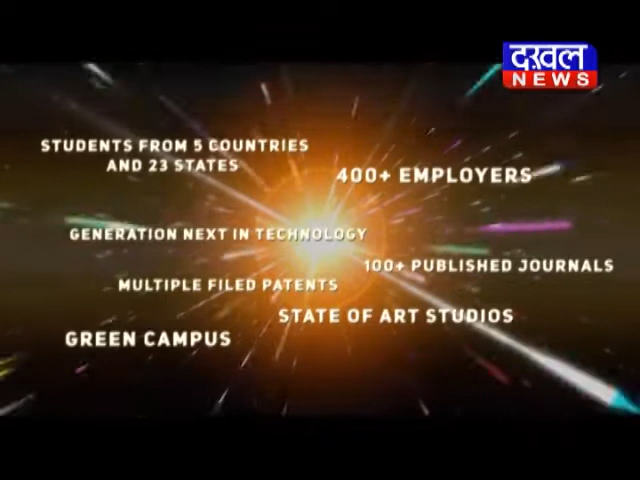 दख़ल
NEWS
STUDENTS FROM 5 COUNTRIES
AND 23 STATES
400+ EMPLOYERS
GENERATION NEXT IN TECHNOLOGY
100+ PUBLISHED JOURNALS
MULTIPLE FILED PATENTS
STATE OF ART STUDIOS
GREEN CAMPUS